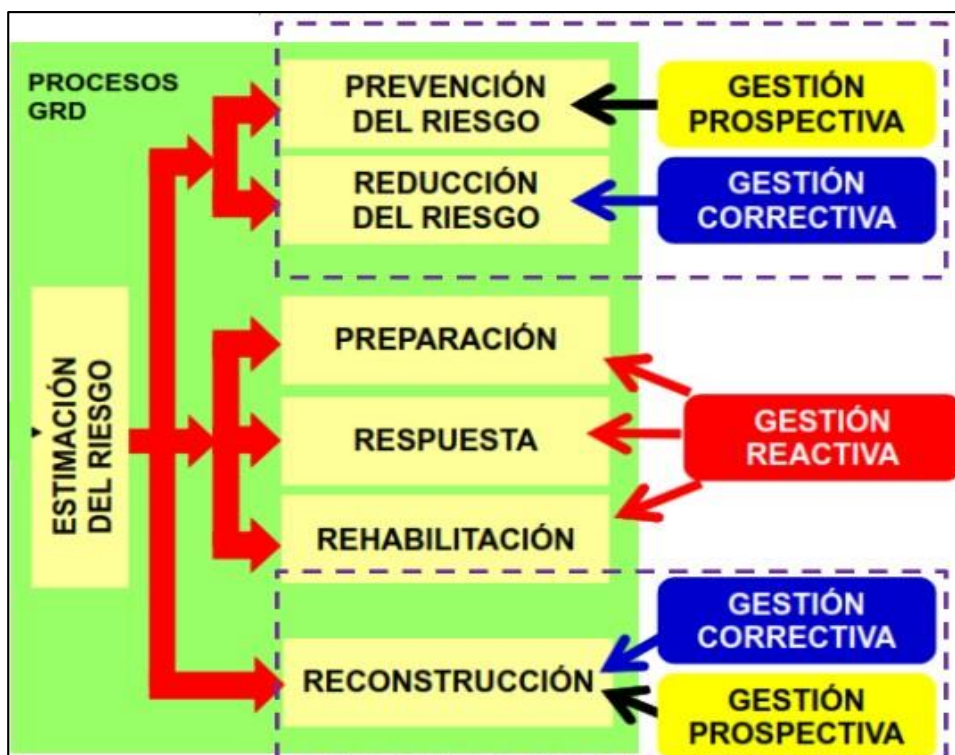 PROCESOS
GRD
PREVENCIÓN
DEL RIESGO
GESTIÓN
PROSPECTIVA
REDUCCIÓN
DEL RIESGO
GESTIÓN
CORRECTIVA
ESTIMACIÓN
DEL RIESGO
PREPARACIÓN
RESPUESTA
REHABILITACIÓN
GESTIÓN
REACTIVA
RECONSTRUCCIÓN
GESTIÓN
CORRECTIVA
GESTIÓN
PROSPECTIVA